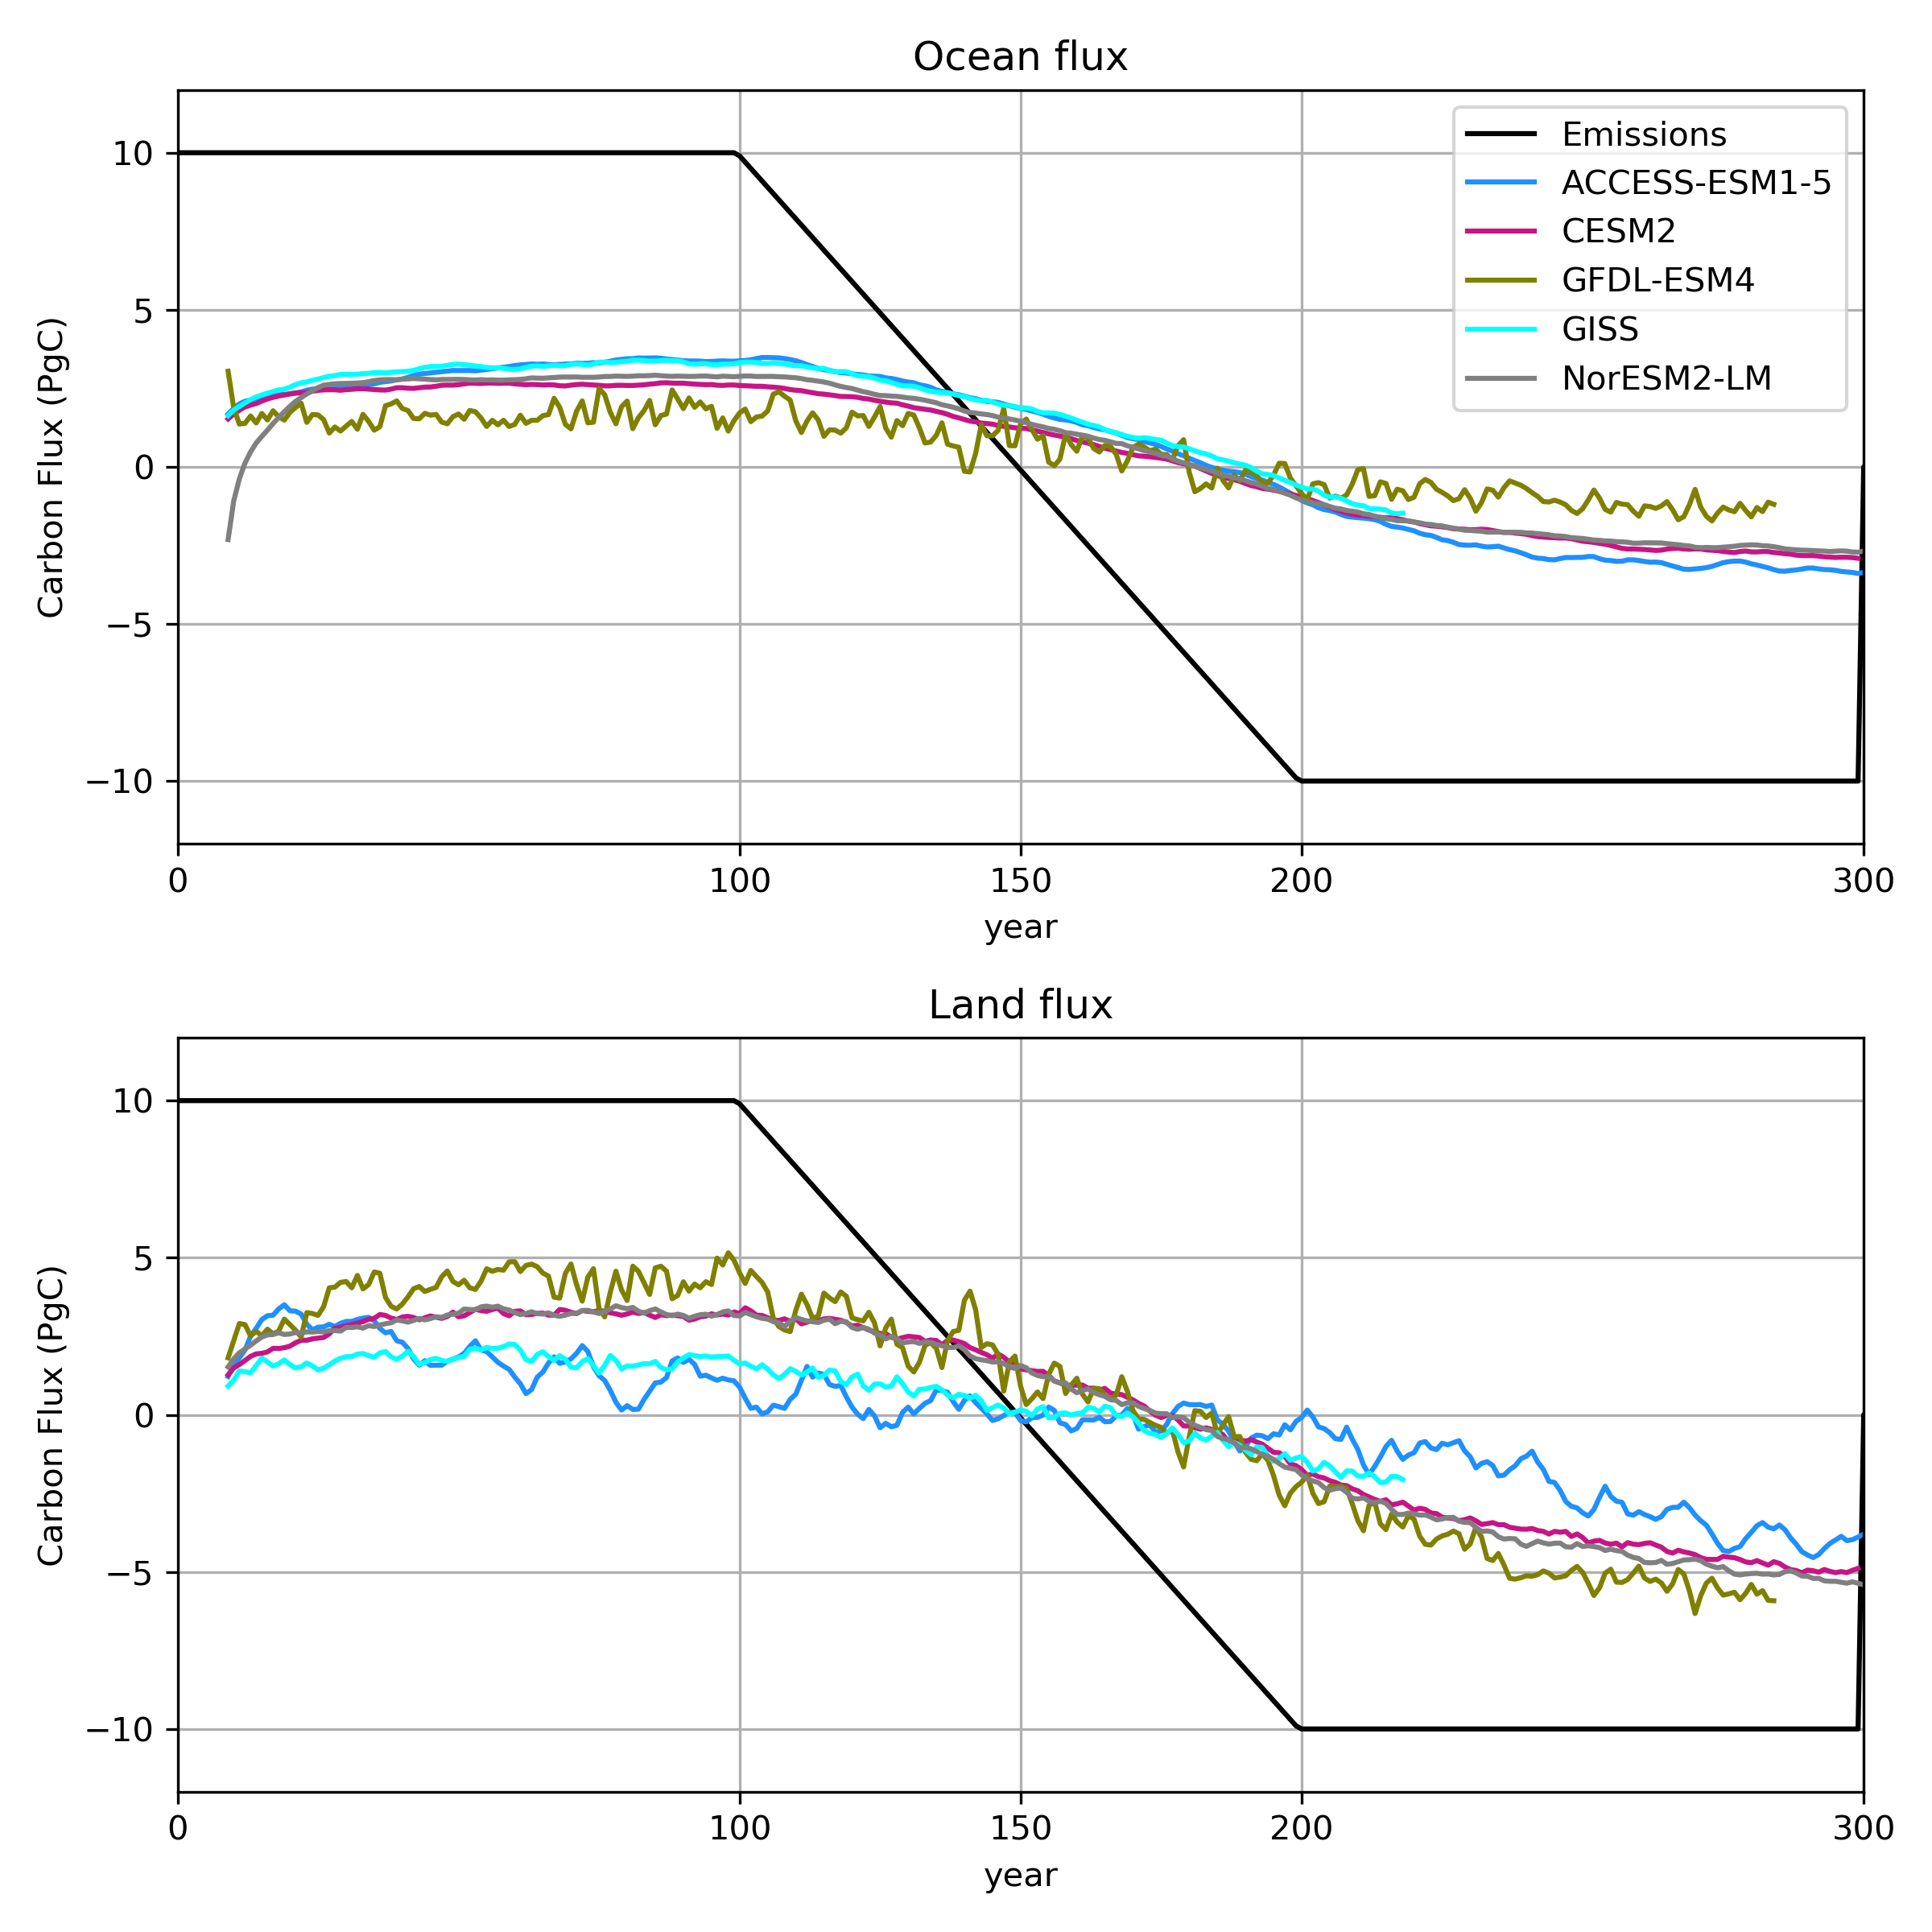 Ocean flux
10
5
0
−5
−10
Carbon Flux (PgC)
Emissions
ACCESS-ESM1-5
CESM2
GFDL-ESM4
GISS
NorESM2-LM
0 100 150 200 300
year
Land flux
10
5
0
−5
−10
Carbon Flux (PgC)
0 100 150 200 300
year